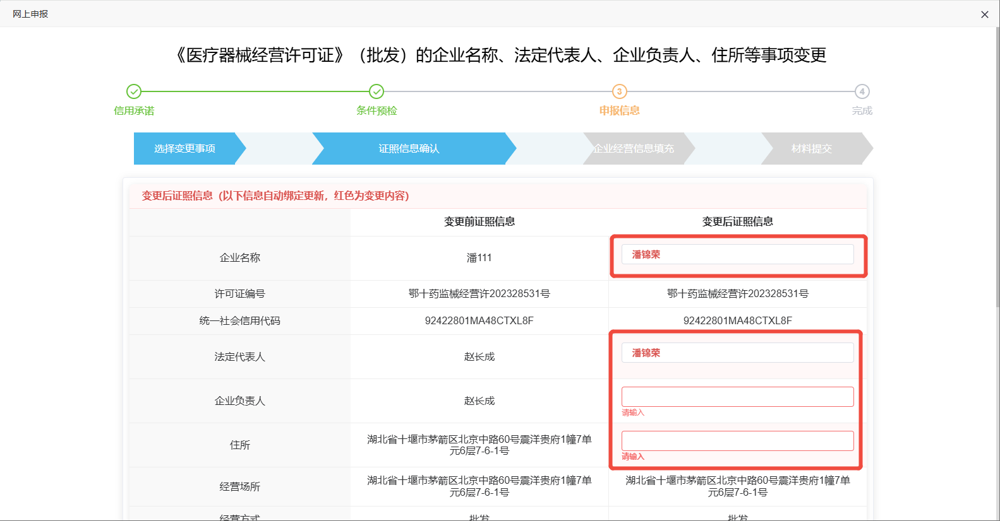 网上申报
《医疗器械经营许可证》（批发）的企业名称、法定代表人、企业负责人、住所等事项变更
3
4
信用承诺
条件预检
申报信息
完成
选择变更事项
证照信息确认
企业经营信息填充
材料提交
变更后证照信息（以下信息自动绑定更新，红色为变更内容）
变更前证照信息
变更后证照信息
企业名称
潘111
潘锦荣
许可证编号
鄂十药监械经营许202328531号
鄂十药监械经营许202328531号
统一社会信用代码
92422801MA48CTXL8F
92422801MA48CTXL8F
法定代表人
赵长成
潘锦荣
企业负责人
赵长成
请输入
住所
湖北省十堰市茅箭区北京中路60号震洋贵府1幢7单
元6层7-6-1号
请输入
经营场所
湖北省十堰市茅箭区北京中路60号震洋贵府1幢7单
元6层7-6-1号
湖北省十堰市茅箭区北京中路60号震洋贵府1幢7单
元6层7-6-1号
经营方式
批发
批发